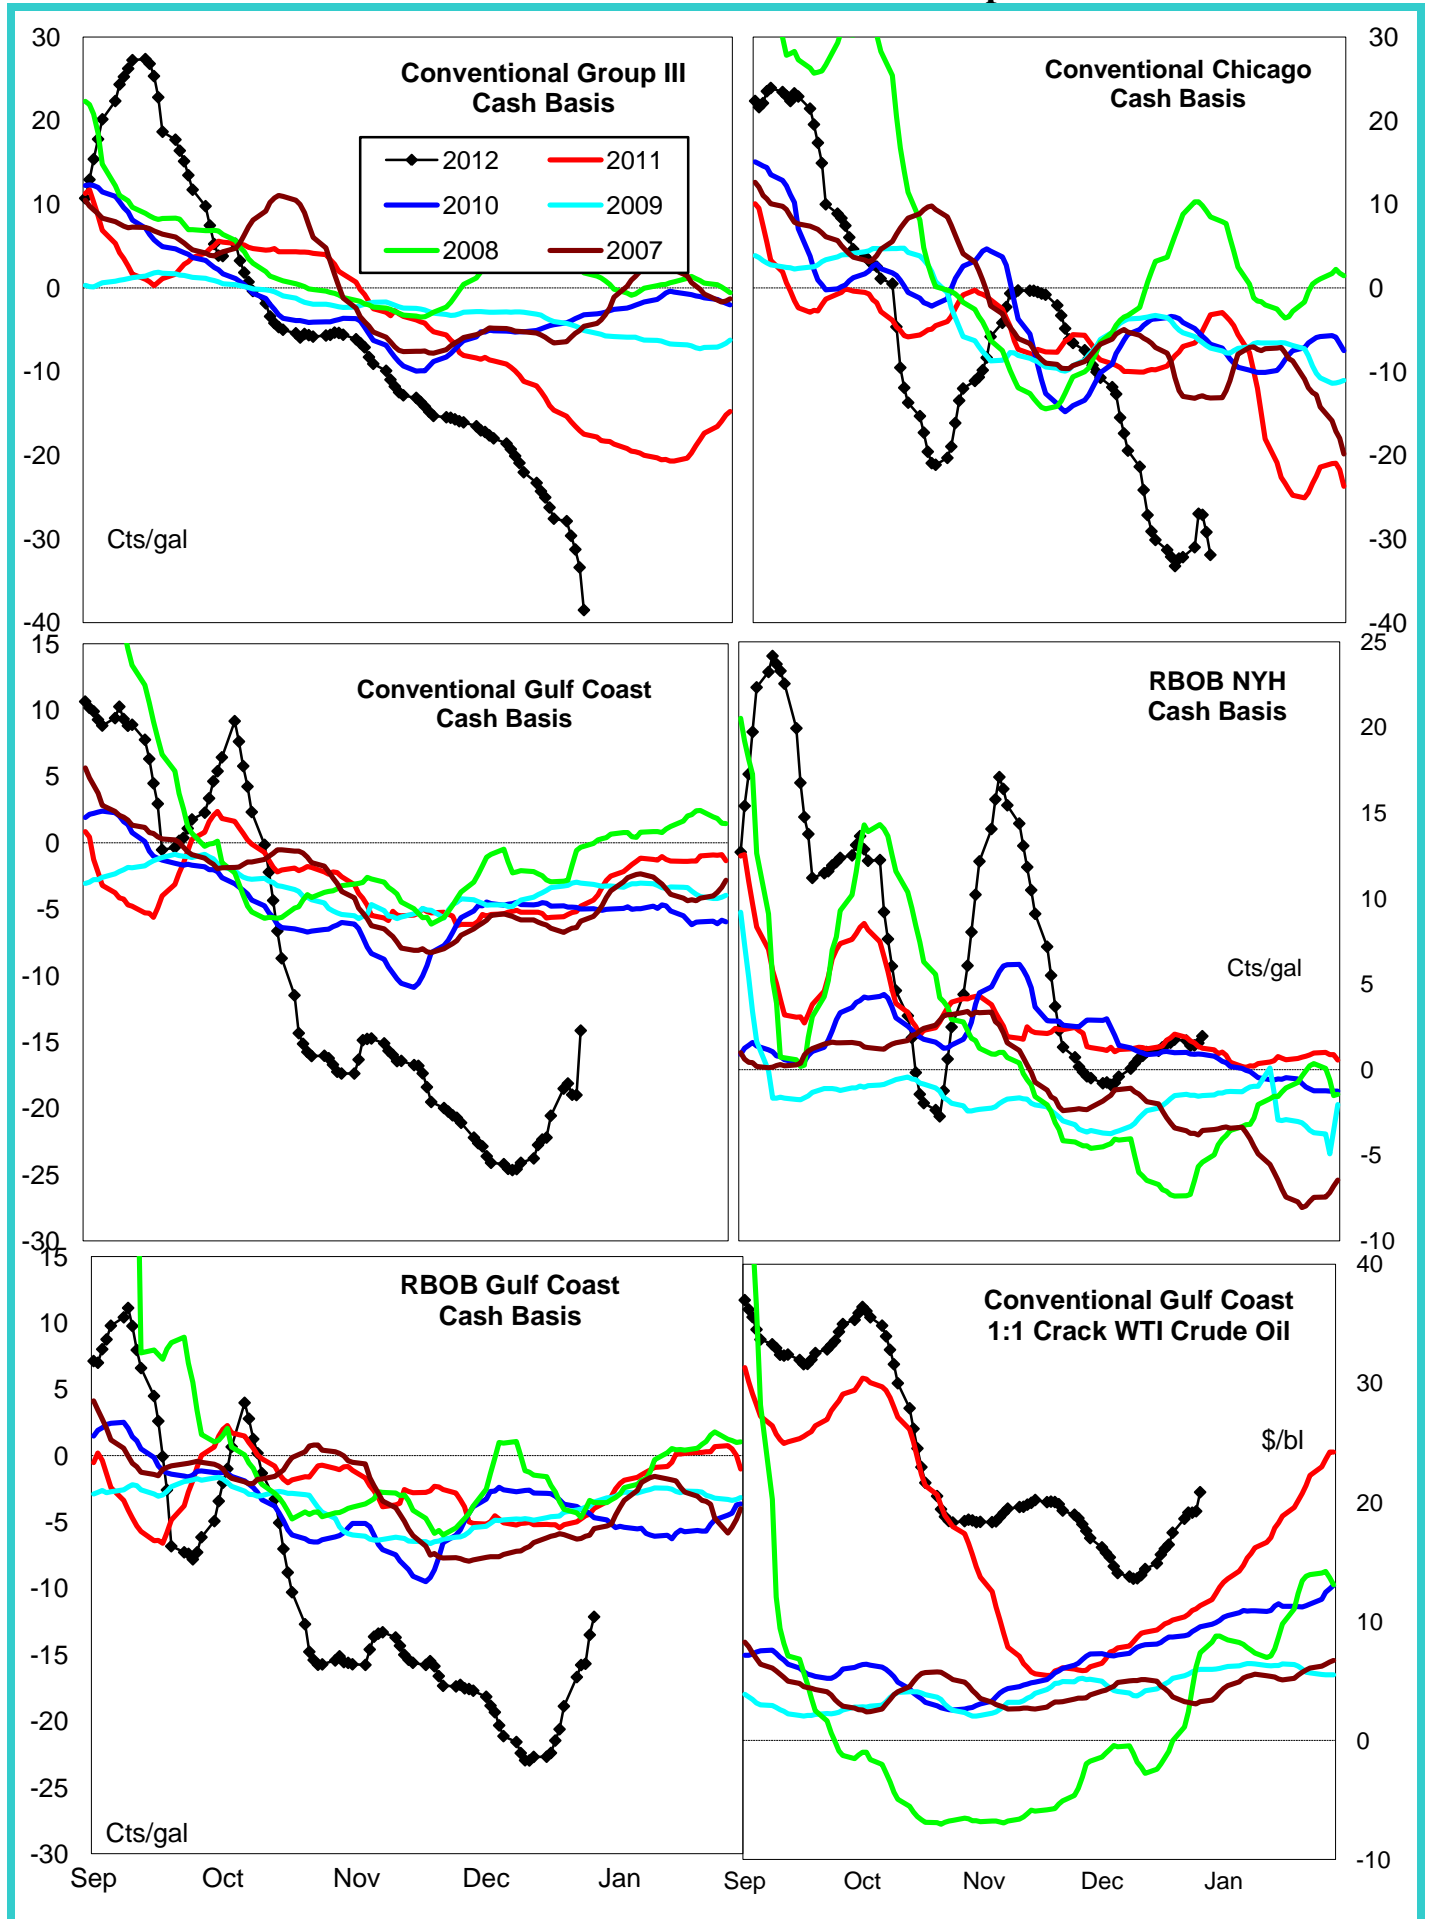 30
20
10
0
-10
-20
-30
-40
Conventional Group III
Cash Basis
2012 2011
2010 2009
2008 2007
Cts/gal
Conventional Chicago
Cash Basis
30
20
10
0
-10
-20
-30
-40
15
10
5
0
-5
-10
-15
-20
-25
-30
Conventional Gulf Coast
Cash Basis
RBOB NYH
Cash Basis
Cts/gal
25
20
15
10
5
0
-5
-10
15
10
5
0
-5
-10
-15
-20
-25
-30
RBOB Gulf Coast
Cash Basis
Cts/gal
Sep Oct Nov Dec Jan
Conventional Gulf Coast
1:1 Crack WTI Crude Oil
$/bl
40
30
20
10
0
-10
Sep Oct Nov Dec Jan